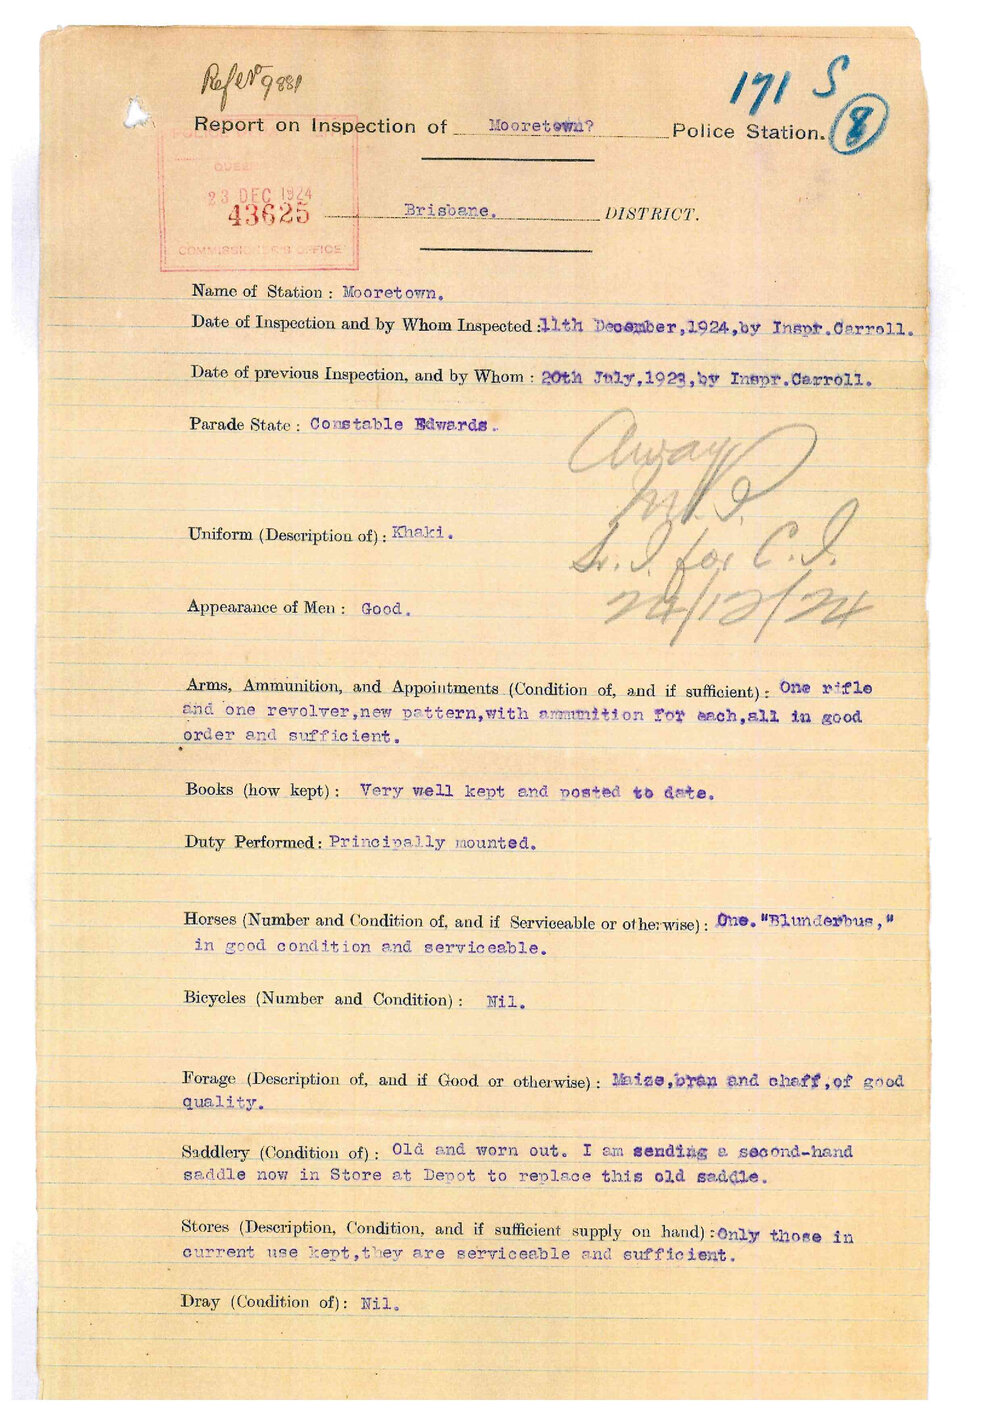 Ref No 9881
171 S
8
Report on Inspection of Mooretown? Police Station.
23 DEC 1924
43625
COMMISSIONER'S OFFICE
Brisbane. DISTRICT.
Name of Station : Mooretown.
Date of Inspection and by Whom Inspected :11th December,1924,by Inspr.Carroll.
Date of previous Inspection, and by Whom : 20th July,1923,by Inspr.Carroll.
Parade State : Constable Edwards.
Away
Sr. I. for C. I.
24/12/24
Uniform (Description of) : Khaki.
Appearance of Men : Good.
Arms, Ammunition, and Appointments (Condition of, and if sufficient) : One rifle
and one revolver,new pattern,with ammunition for each,all in good
order and sufficient.
Books (how kept) : Very well kept and posted to date.
Duty Performed : Principally mounted.
Horses (Number and Condition of, and if Serviceable or otherwise) : One."Blunderbus,"
in good condition and serviceable.
Bicycles (Number and Condition) : Nil.
Forage (Description of, and if Good or otherwise) : Maize,bran and chaff,of good
quality.
Saddlery (Condition of) : Old and worn out. I am sending a second-hand
saddle now in Store at Depot to replace this old saddle.
Stores (Description, Condition, and if sufficient supply on hand) :Only those in
current use kept,they are serviceable and sufficient.
Dray (Condition of) : Nil.